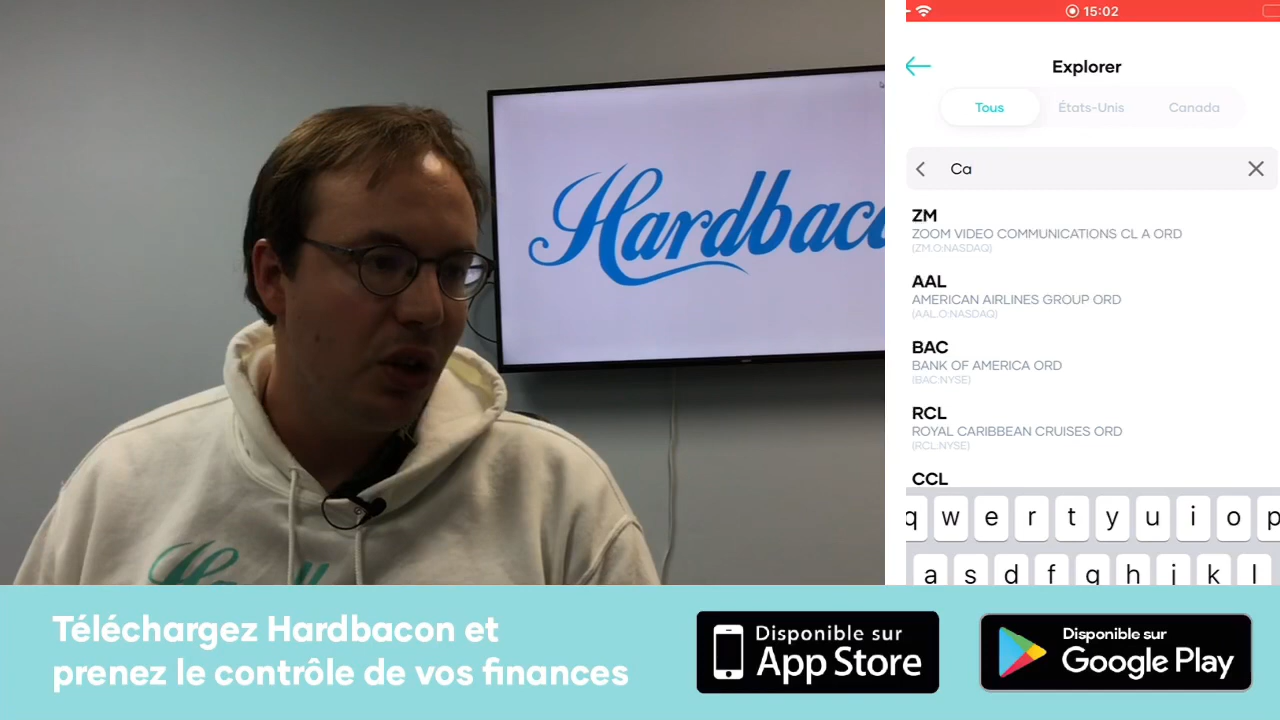 Hardbaco
15:02
Explorer
Tous États-Unis Canada
Ca
ZM
ZOOM VIDEO COMMUNICATIONS CL A ORD
(ZM.O:NASDAQ)
AAL
AMERICAN AIRLINES GROUP ORD
(AAL.O:NASDAQ)
BAC
BANK OF AMERICA ORD
(BAC:NYSE)
RCL
ROYAL CARIBBEAN CRUISES ORD
(RCL:NYSE)
CCL
q w e r t y u i o p
a s d f g h j k l
Téléchargez Hardbacon et
prenez le contrôle de vos finances
Disponible sur
App Store
Disponible sur
Google Play